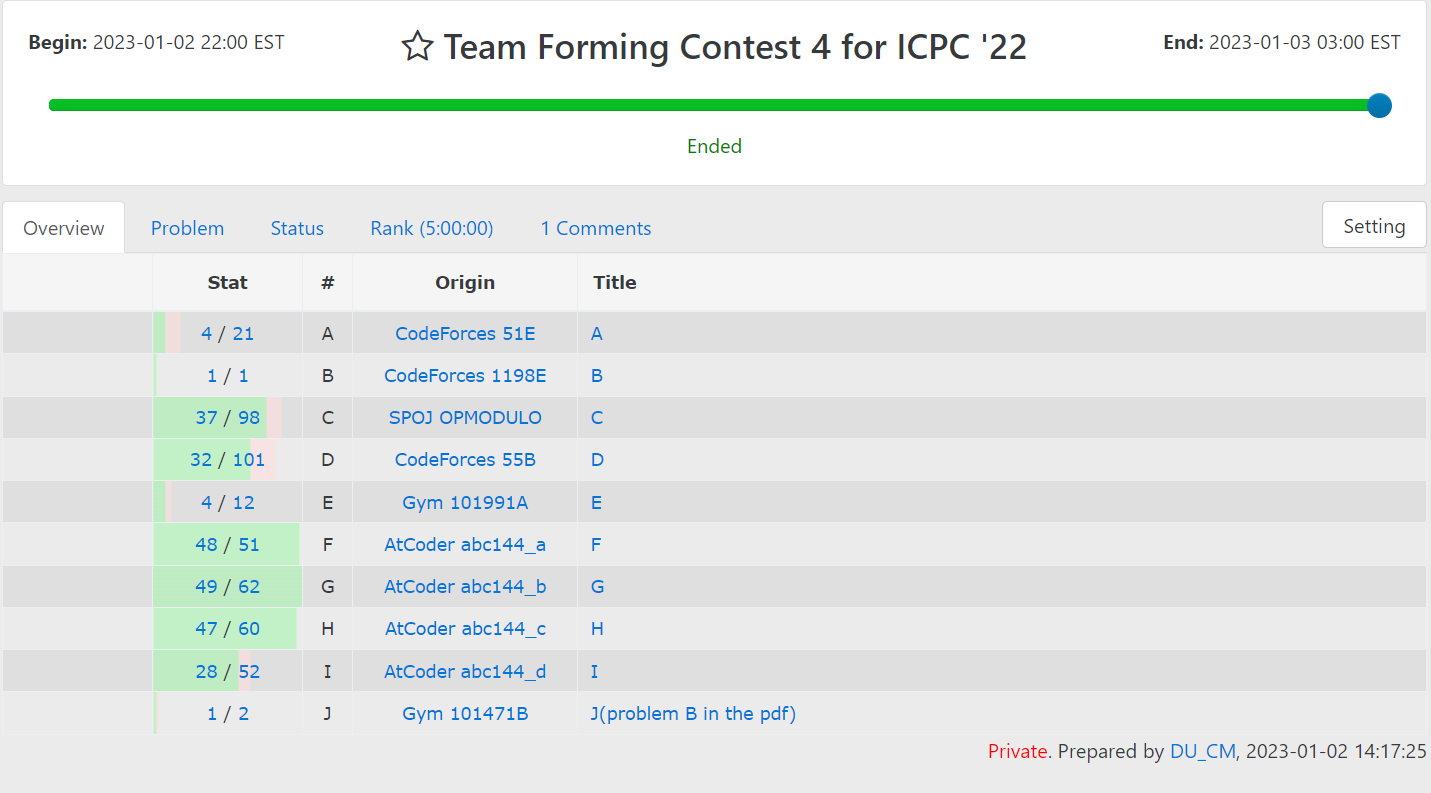 Begin: 2023-01-02 22:00 EST Team Forming Contest 4 for ICPC '22 End: 2023-01-03 03:00 EST
Ended
Overview Problem Status Rank (5:00:00) 1 Comments Setting
Stat # Origin Title
4 / 21 A CodeForces 51E A
1 / 1 B CodeForces 1198E B
37 / 98 C SPOJ OPMODULO C
32 / 101 D CodeForces 55B D
4 / 12 E Gym 101991A E
48 / 51 F AtCoder abc144_a F
49 / 62 G AtCoder abc144_b G
47 / 60 H AtCoder abc144_c H
28 / 52 I AtCoder abc144_d I
1 / 2 J Gym 101471B J(problem B in the pdf)
Private. Prepared by DU_CM, 2023-01-02 14:17:25